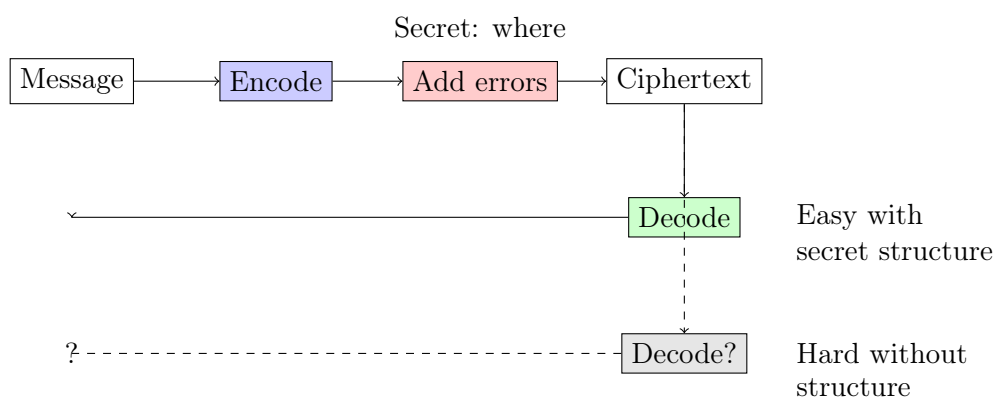 Secret: where
Message
Encode
Add errors
Ciphertext
Decode
Easy with
secret structure
?
Decode?
Hard without
structure